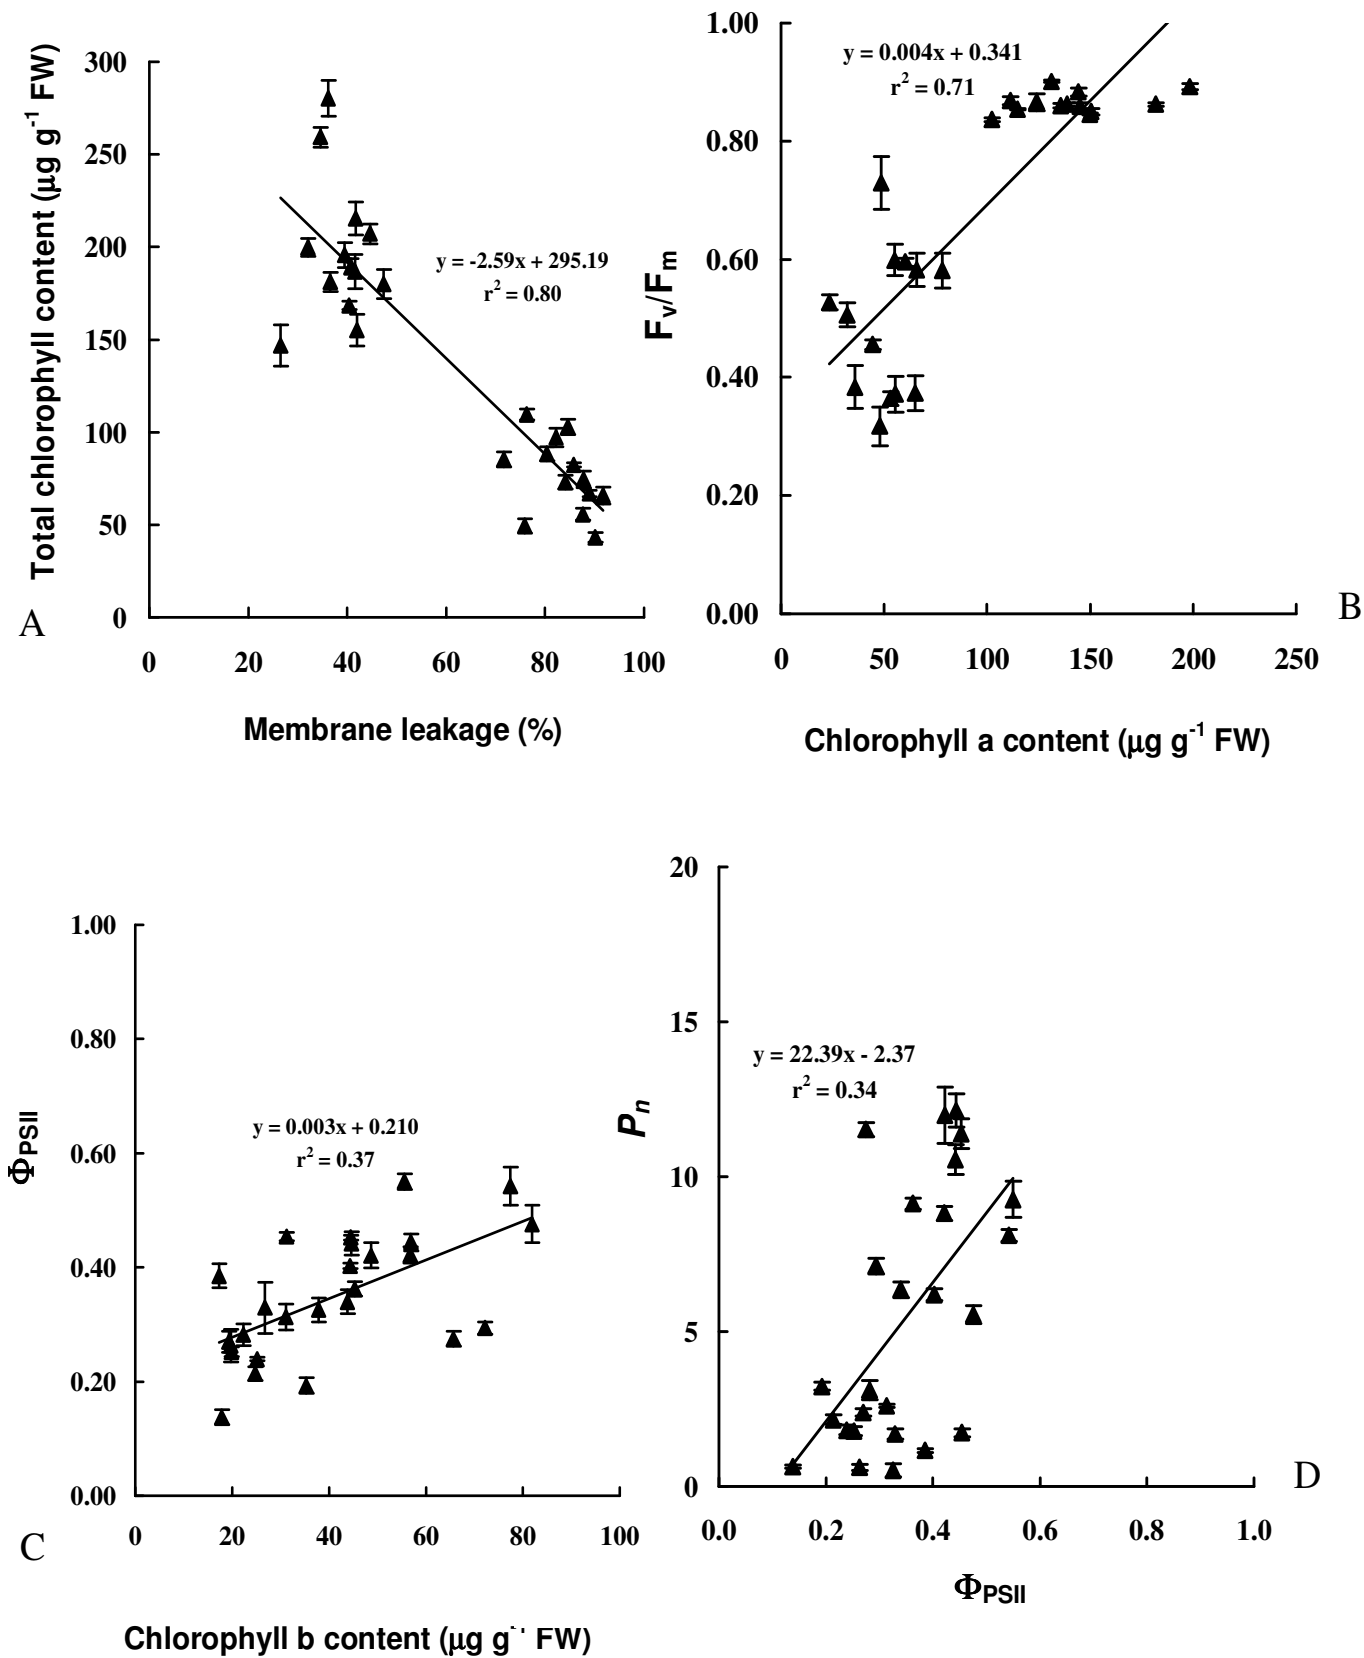 Total chlorophyll content (μg g-1 FW)
300
250
200
150
100
50
0
y = -2.59x + 295.19
r2 = 0.80
A
0 20 40 60 80 100
Membrane leakage (%)
Fv/Fm
1.00
0.80
0.60
0.40
0.20
0.00
y = 0.004x + 0.341
r2 = 0.71
B
0 50 100 150 200 250
Chlorophyll a content (μg g-1 FW)
ΦPSII
1.00
0.80
0.60
0.40
0.20
0.00
y = 0.003x + 0.210
r2 = 0.37
C
0 20 40 60 80 100
Chlorophyll b content (μg g-1 FW)
Pn
20
15
10
5
0
y = 22.39x - 2.37
r2 = 0.34
D
0.0 0.2 0.4 0.6 0.8 1.0
ΦPSII